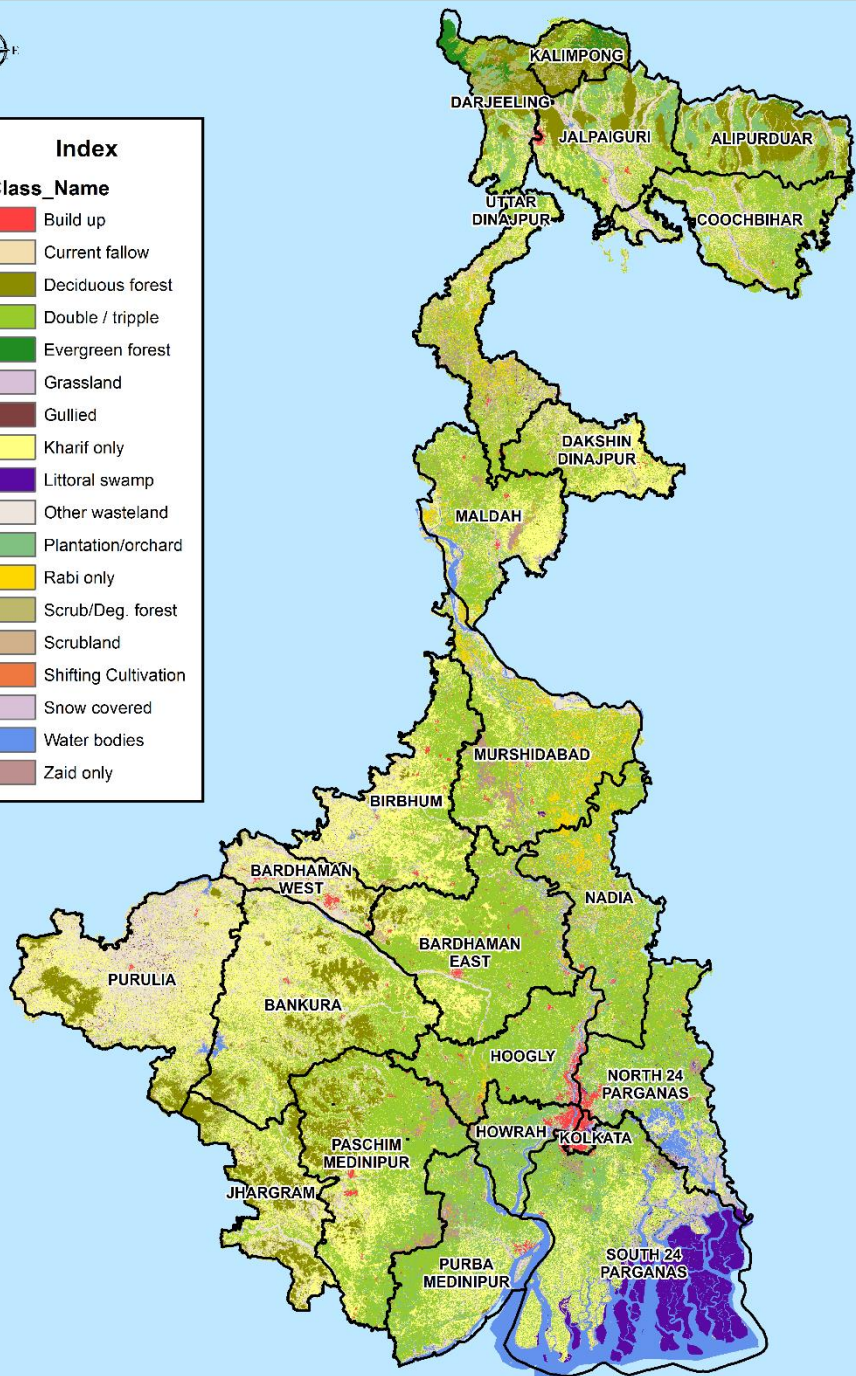 E
Index
Class_Name
Build up
Current fallow
Deciduous forest
Double / tripple
Evergreen forest
Grassland
Gullied
Kharif only
Littoral swamp
Other wasteland
Plantation/orchard
Rabi only
Scrub/Deg. forest
Scrubland
Shifting Cultivation
Snow covered
Water bodies
Zaid only
KALIMPONG
DARJEELING
JALPAIGURI
ALIPURDUAR
UTTAR
DINAJPUR
COOCHBIHAR
DAKSHIN
DINAJPUR
MALDAH
MURSHIDABAD
BIRBHUM
BARDHAMAN
WEST
NADIA
BARDHAMAN
EAST
PURULIA
BANKURA
HOOGLY
NORTH 24
PARGANAS
HOWRAH
KOLKATA
PASCHIM
MEDINIPUR
JHARGRAM
SOUTH 24
PARGANAS
PURBA
MEDINIPUR